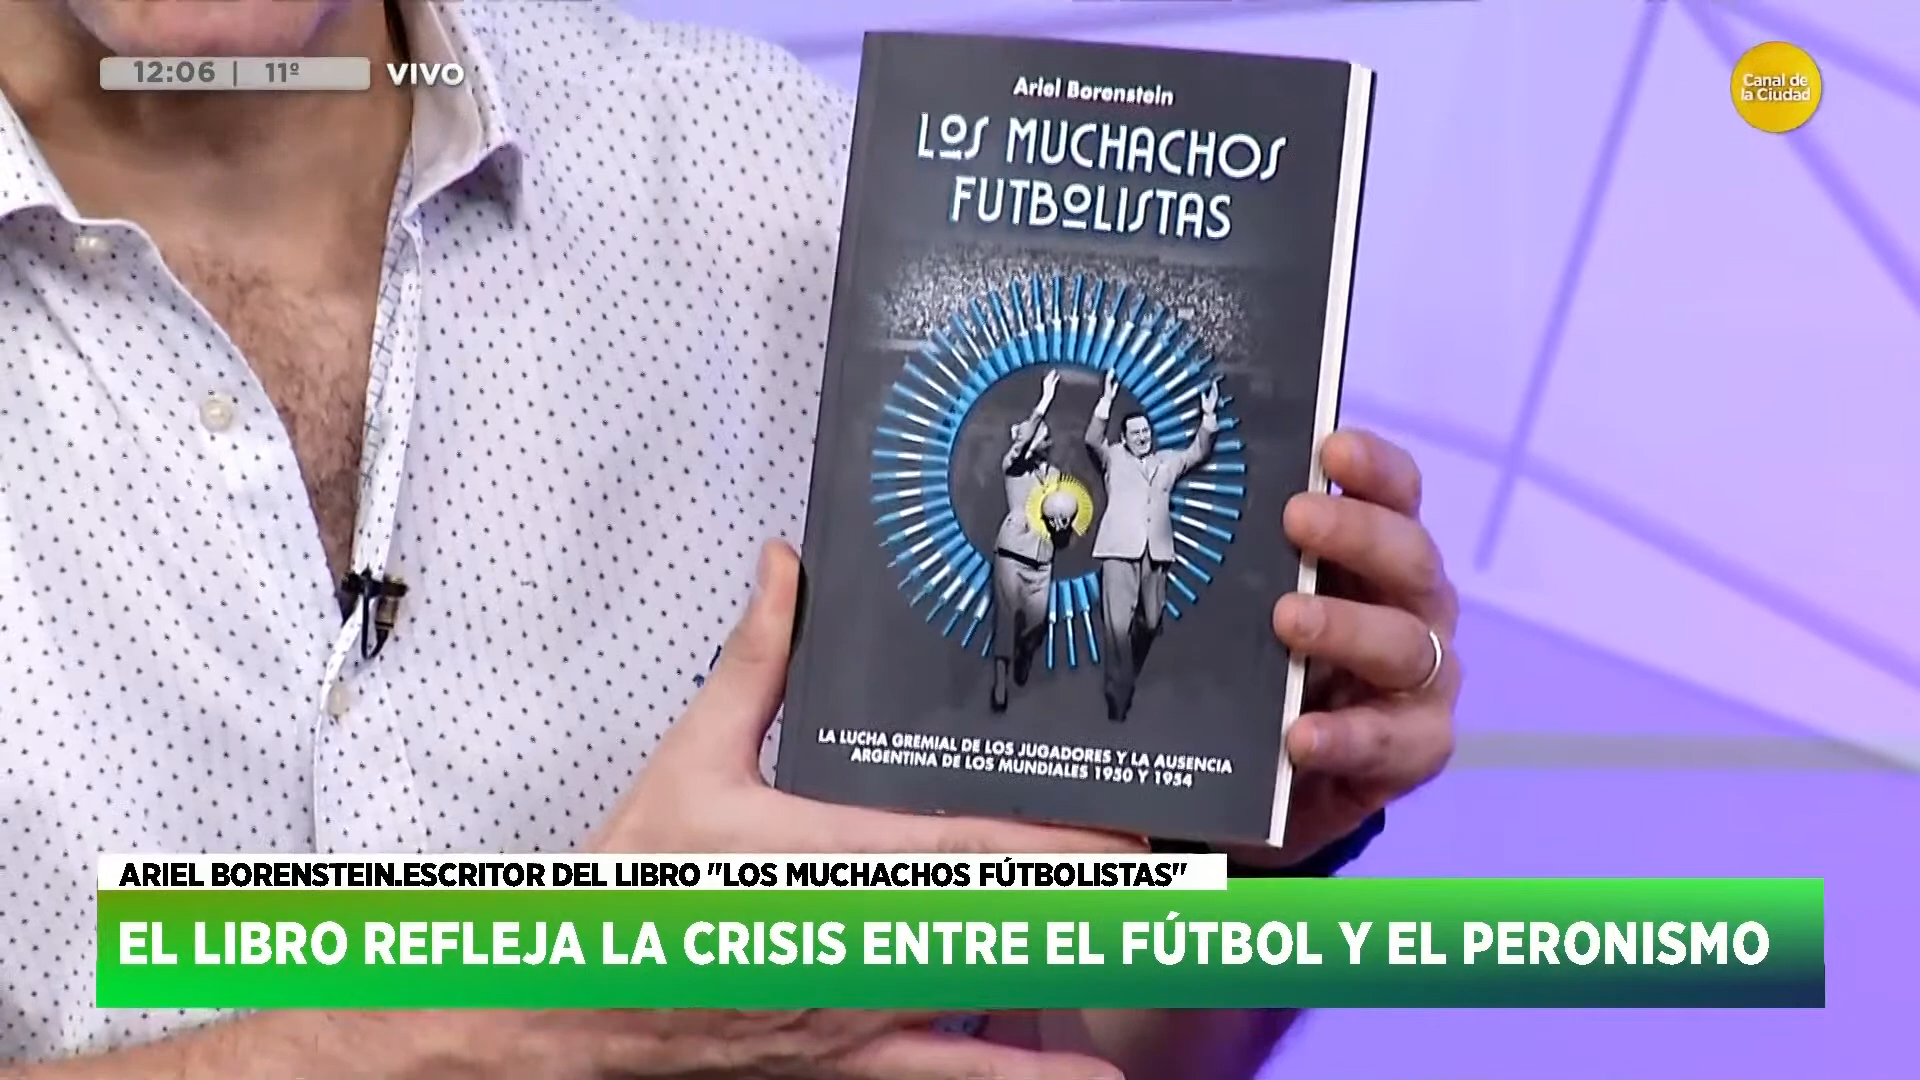 12:06 | 11º
VIVO
Canal de
la Ciudad
Ariel Borenstein
LOS MUCHACHOS
FUTBOLISTAS
LA LUCHA GREMIAL DE LOS JUGADORES Y LA AUSENCIA
ARGENTINA DE LOS MUNDIALES 1950 Y 1954
ARIEL BORENSTEIN.ESCRITOR DEL LIBRO "LOS MUCHACHOS FÚTBOLISTAS"
EL LIBRO REFLEJA LA CRISIS ENTRE EL FÚTBOL Y EL PERONISMO